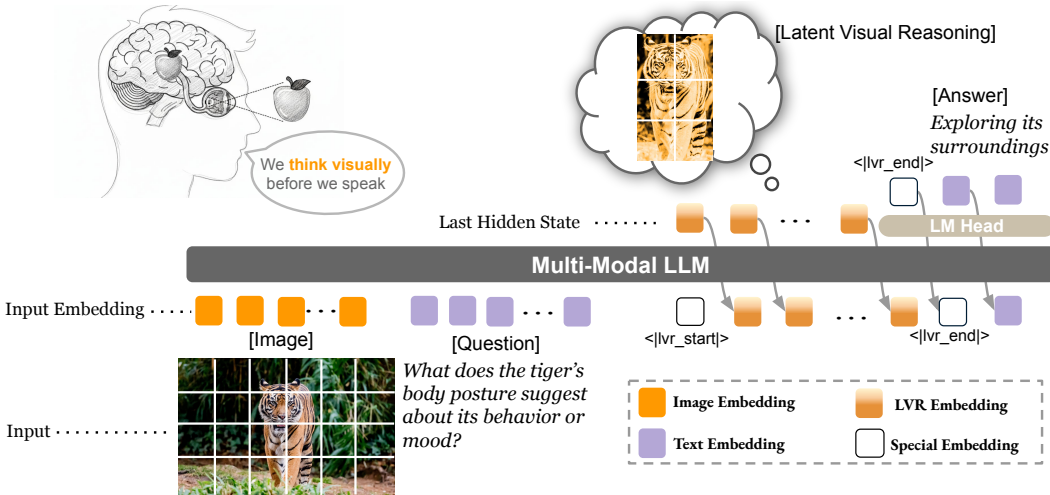 We think visually
before we speak
[Latent Visual Reasoning]
[Answer]
Exploring its
surroundings
<|lvr_end|>
Last Hidden State
LM Head
Multi-Modal LLM
Input Embedding
[Image]
[Question]
<|lvr_start|>
<|lvr_end|>
What does the tiger's
body posture suggest
about its behavior or
mood?
Input
Image Embedding
LVR Embedding
Text Embedding
Special Embedding